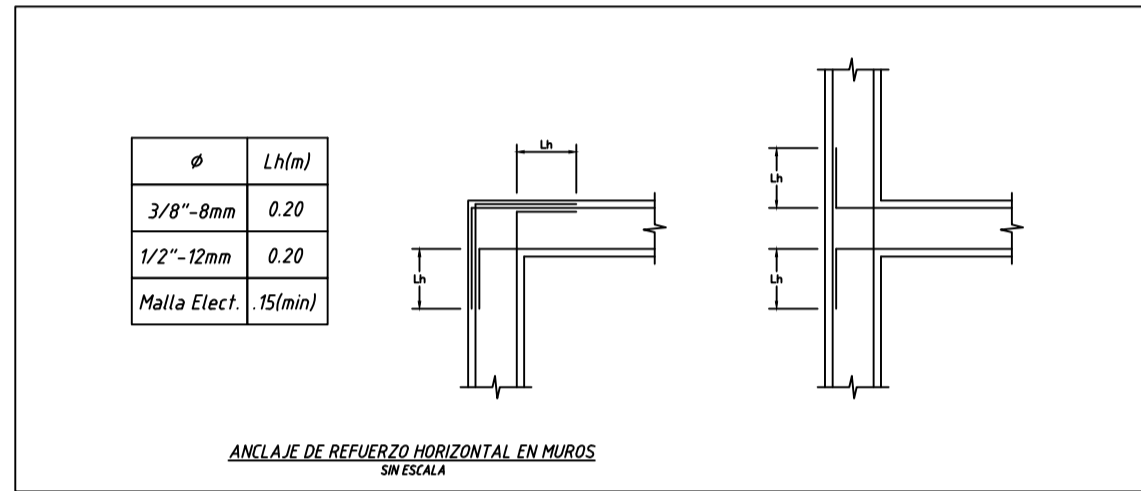 Ø Lh(m)
3/8"-8mm 0.20
1/2"-12mm 0.20
Malla Elect. .15(min)
Lh
Lh
Lh
Lh
ANCLAJE DE REFUERZO HORIZONTAL EN MUROS
SIN ESCALA